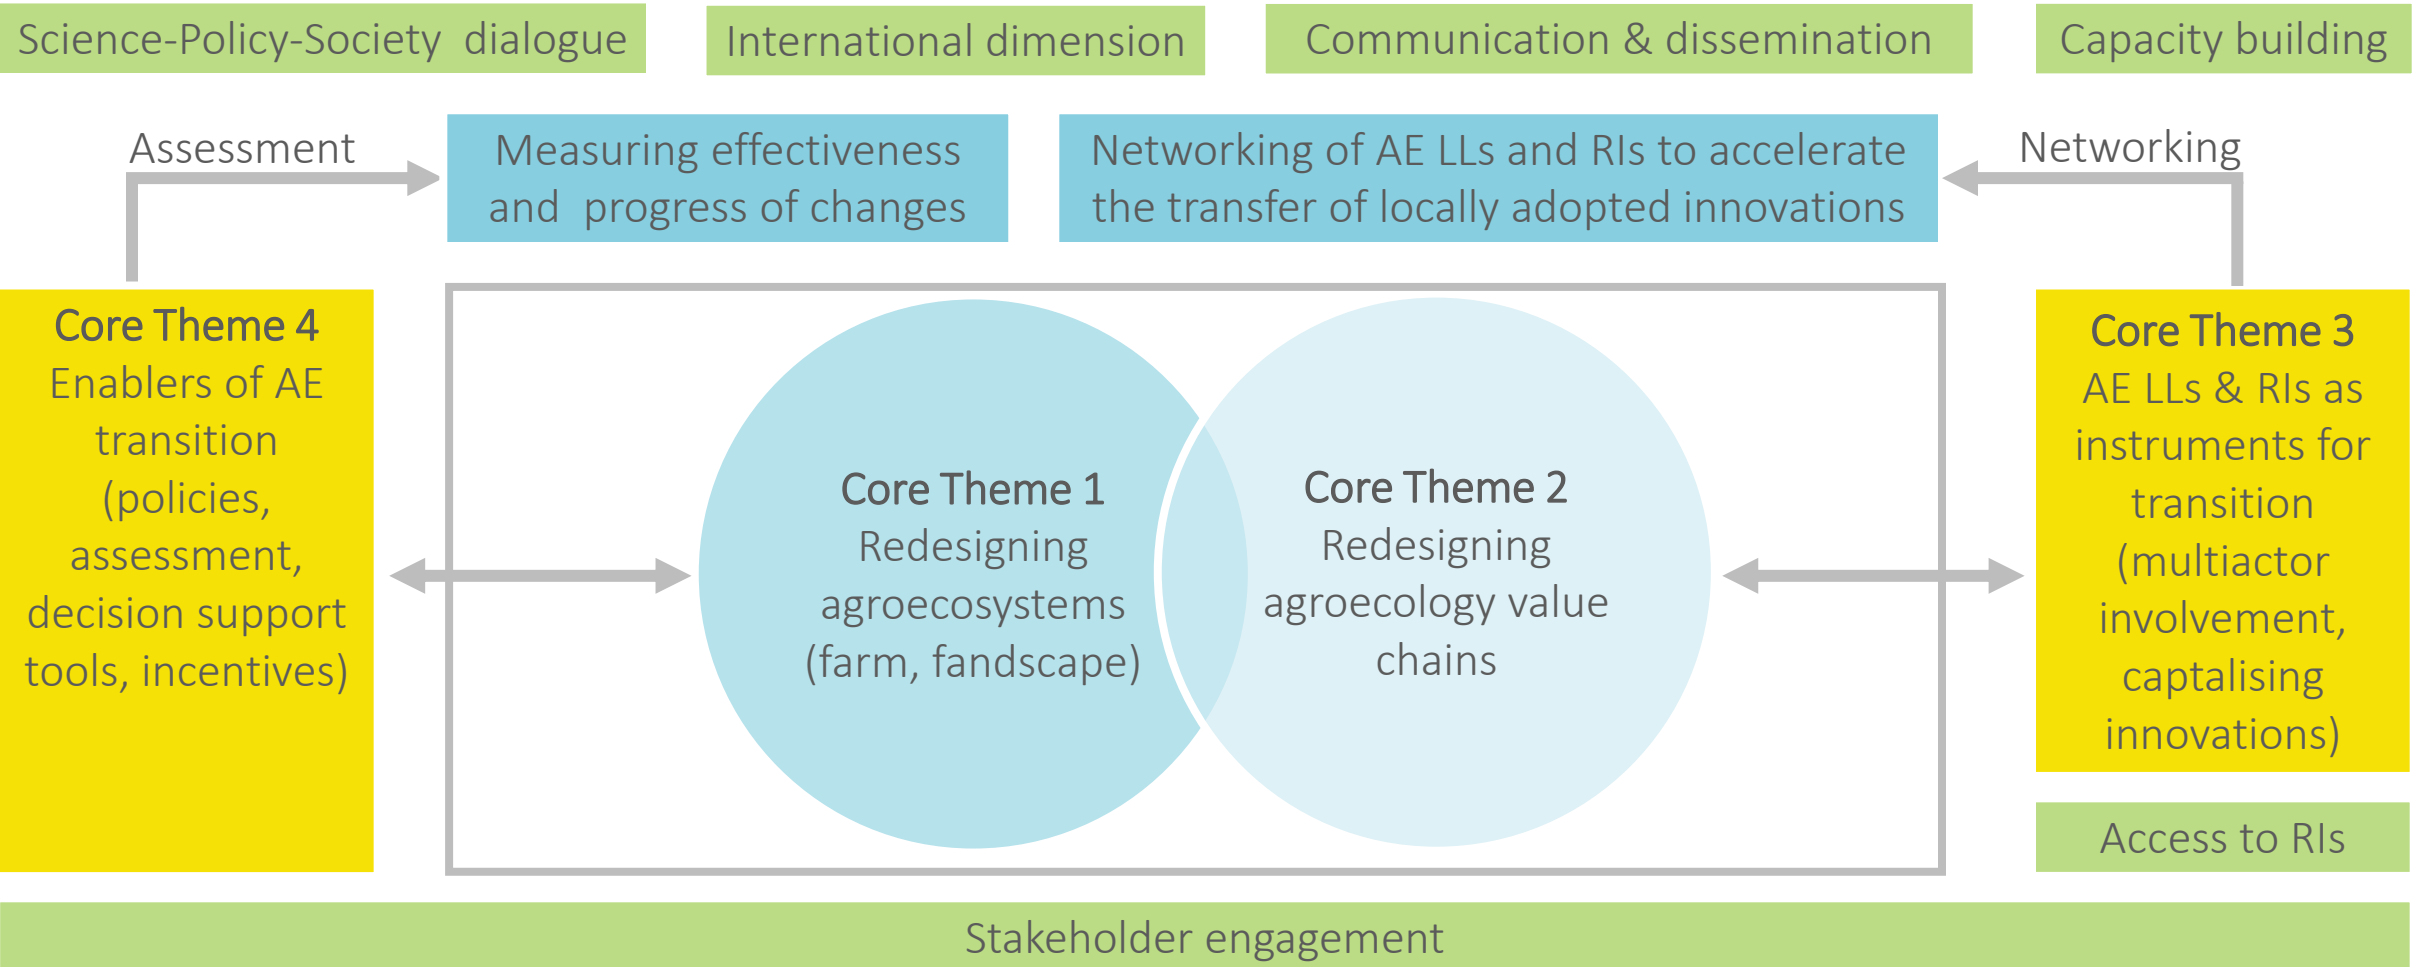 Science-Policy-Society dialogue
International dimension
Communication & dissemination
Capacity building
Assessment
Measuring effectiveness
and progress of changes
Networking of AE LLs and RIs to accelerate
the transfer of locally adopted innovations
Networking
Core Theme 4
Enablers of AE
transition
(policies,
assessment,
decision support
tools, incentives)
Core Theme 1
Redesigning
agroecosystems
(farm, fandscape)
Core Theme 2
Redesigning
agroecology value
chains
Core Theme 3
AE LLs & RIs as
instruments for
transition
(multiactor
involvement,
captalising
innovations)
Access to RIs
Stakeholder engagement